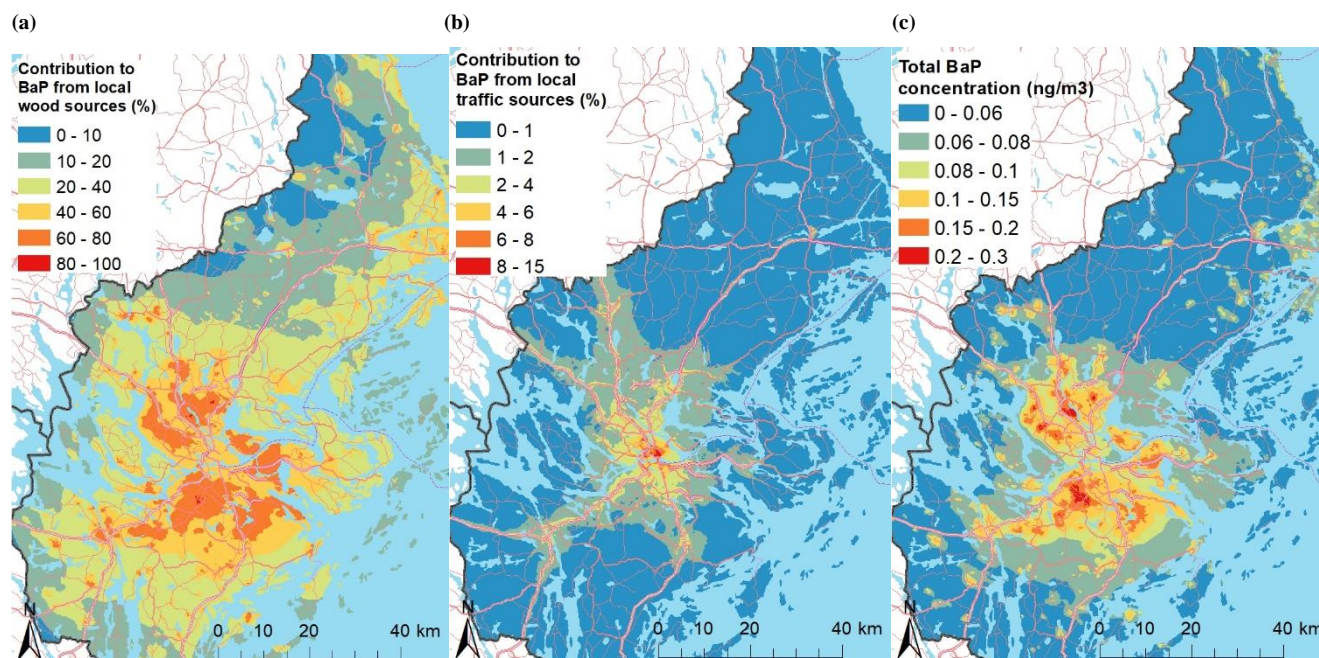 (a)
Contribution to
BaP from local
wood sources (%)
0 - 10
10 - 20
20 - 40
40 - 60
60 - 80
80 - 100
N
0 10 20 40 km
(b)
Contribution to
BaP from local
traffic sources (%)
0 - 1
1 - 2
2 - 4
4 - 6
6 - 8
8 - 15
N
0 10 20 40 km
(c)
Total BaP
concentration (ng/m3)
0 - 0.06
0.06 - 0.08
0.08 - 0.1
0.1 - 0.15
0.15 - 0.2
0.2 - 0.3
N
0 10 20 40 km